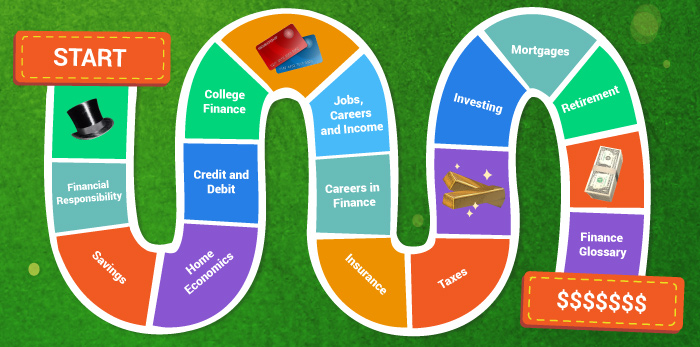 START
Financial
Responsibility
Savings
Home
Economics
Credit and
Debit
College
Finance
Jobs,
Careers
and Income
Careers in
Finance
Insurance
Taxes
Investing
Mortgages
Retirement
Finance
Glossary
$$$$$$$